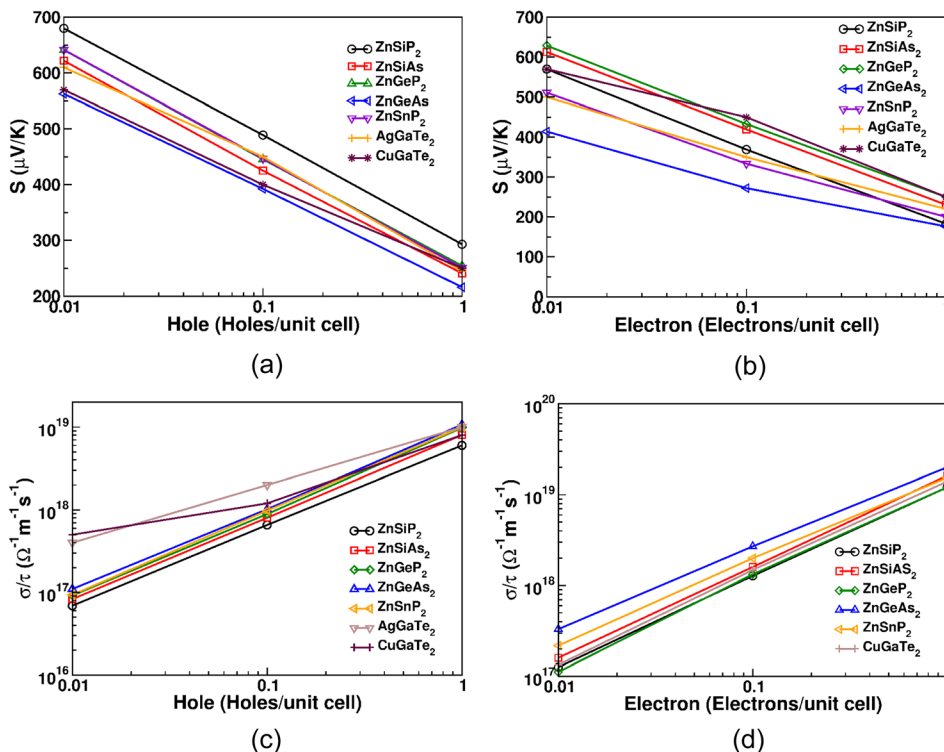 700
600
500
400
300
200
S (μV/K)
0.01
0.1
1
Hole (Holes/unit cell)
ZnSiP2
ZnSiAs
ZnGeP2
ZnGeAs
ZnSnP2
AgGaTe2
CuGaTe2
(a)
700
600
500
400
300
200
100
0
S (μV/K)
0.01
0.1
Electron (Electrons/unit cell)
ZnSiP2
ZnSiAs2
ZnGeP2
ZnGeAs2
ZnSnP2
AgGaTe2
CuGaTe2
(b)
10^19
10^18
10^17
10^16
σ/τ (Ω^-1 m^-1 s^-1)
0.01
0.1
1
Hole (Holes/unit cell)
ZnSiP2
ZnSiAs2
ZnGeP2
ZnGeAs2
ZnSnP2
AgGaTe2
CuGaTe2
(c)
10^20
10^19
10^18
10^17
σ/τ (Ω^-1 m^-1 s^-1)
0.01
0.1
Electron (Electrons/unit cell)
ZnSiP2
ZnSiAS2
ZnGeP2
ZnGeAs2
ZnSnP2
CuGaTe2
(d)